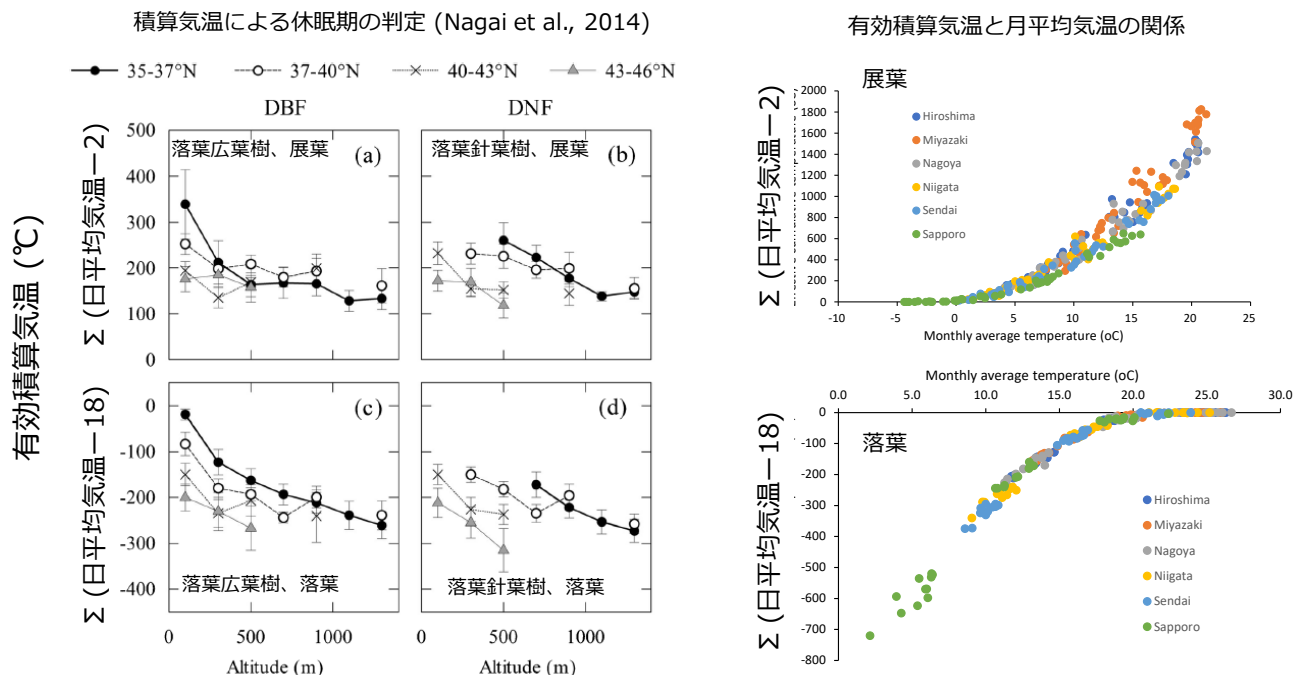 積算気温による休眠期の判定 (Nagai et al., 2014)
35-37°N
37-40°N
40-43°N
43-46°N
DBF
DNF
有効積算気温 (℃)
Σ (日平均気温ー2)
500
400
300
200
100
0
落葉広葉樹、展葉
(a)
落葉針葉樹、展葉
(b)
Σ (日平均気温ー18)
0
-100
-200
-300
-400
(c)
落葉広葉樹、落葉
(d)
落葉針葉樹、落葉
0
500
1000
0
500
1000
Altitude (m)
Altitude (m)
有効積算気温と月平均気温の関係
展葉
Σ (日平均気温ー2)
2000
1800
1600
1400
1200
1000
800
600
400
200
0
Hiroshima
Miyazaki
Nagoya
Niigata
Sendai
Sapporo
-10
-5
0
5
10
15
20
25
Monthly average temperature (oC)
Monthly average temperature (oC)
0.0
5.0
10.0
15.0
20.0
25.0
30.0
落葉
Σ (日平均気温ー18)
0
-100
-200
-300
-400
-500
-600
-700
-800
Hiroshima
Miyazaki
Nagoya
Niigata
Sendai
Sapporo